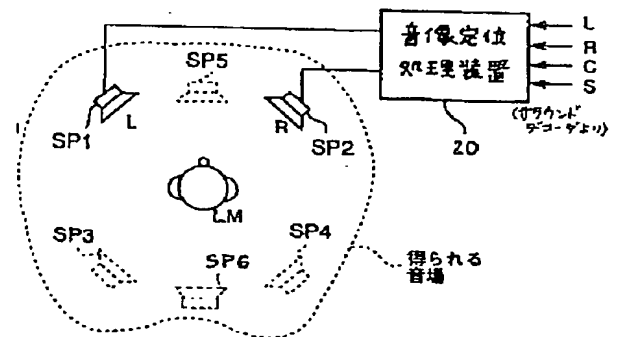 音像定位
処理装置
L
R
C
S
(サラウンド
デコーダより)
20
SP5
SP1
L
R
SP2
M
SP3
SP6
SP4
得られる
音場